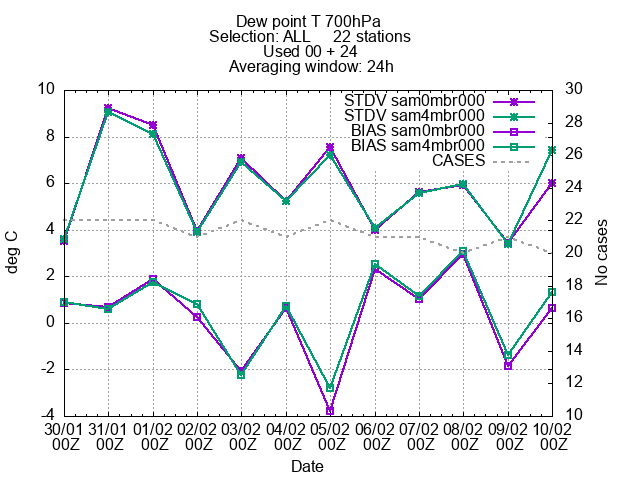 Dew point T 700hPa
Selection: ALL 22 stations
Used 00 + 24
Averaging window: 24h
STDV sam0mbr000
STDV sam4mbr000
BIAS sam0mbr000
BIAS sam4mbr000
CASES
10
8
6
4
2
0
-2
-4
deg C
30
28
26
24
22
20
18
16
14
12
10
No cases
30/01 31/01 01/02 02/02 03/02 04/02 05/02 06/02 07/02 08/02 09/02 10/02
00Z 00Z 00Z 00Z 00Z 00Z 00Z 00Z 00Z 00Z 00Z 00Z
Date